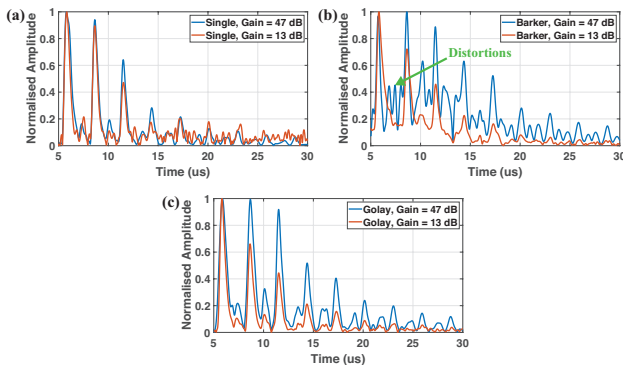 (a)
Normalised Amplitude
1
0.8
0.6
0.4
0.2
0
Single, Gain = 47 dB
Single, Gain = 13 dB
5 10 15 20 25 30
Time (us)
(b)
Normalised Amplitude
1
0.8
0.6
0.4
0.2
0
Barker, Gain = 47 dB
Barker, Gain = 13 dB
Distortions
5 10 15 20 25 30
Time (us)
(c)
Normalised Amplitude
1
0.8
0.6
0.4
0.2
0
Golay, Gain = 47 dB
Golay, Gain = 13 dB
5 10 15 20 25 30
Time (us)